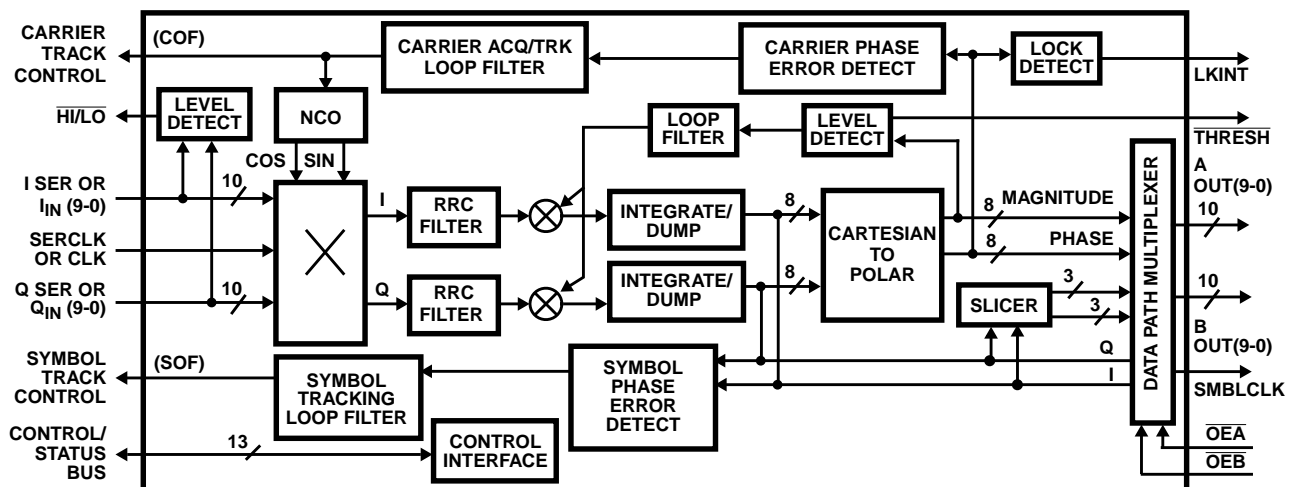 CARRIER
TRACK
CONTROL
(COF)
CARRIER ACQ/TRK
LOOP FILTER
CARRIER PHASE
ERROR DETECT
LOCK
DETECT
LKINT
HI/LO
LEVEL
DETECT
NCO
LOOP
FILTER
LEVEL
DETECT
THRESH
COS
SIN
I SER OR
IIN (9-0)
10
I
RRC
FILTER
INTEGRATE/
DUMP
8
CARTESIAN
TO
POLAR
8
MAGNITUDE
8
PHASE
DATA PATH MULTIPLEXER
A
OUT(9-0)
10
SERCLK
OR CLK
Q SER OR
QIN (9-0)
10
Q
RRC
FILTER
INTEGRATE/
DUMP
8
SLICER
3
3
10
B
OUT(9-0)
SYMBOL
TRACK
CONTROL
(SOF)
SYMBOL
TRACKING
LOOP FILTER
SYMBOL
PHASE
ERROR
DETECT
Q
I
SMBLCLK
CONTROL/
STATUS
BUS
13
CONTROL
INTERFACE
OEA
OEB